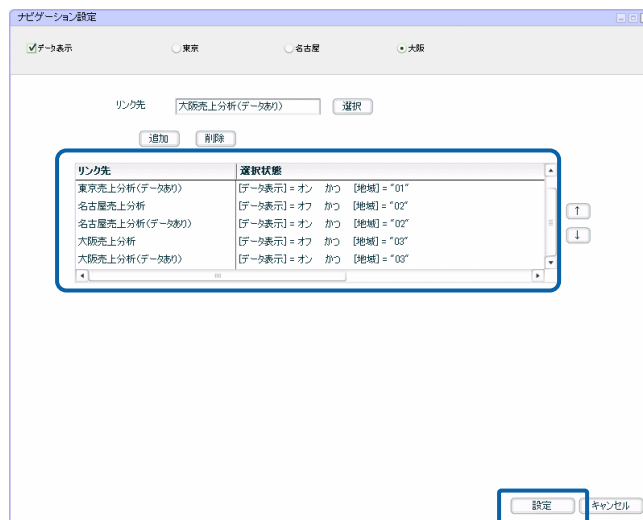 ナビゲーション設定
データ表示 東京 名古屋 大阪
リンク先 大阪売上分析(データあり) 選択
追加 削除
リンク先 選択状態
東京売上分析(データあり) [データ表示] = オン かつ [地域] = "01"
名古屋売上分析 [データ表示] = オフ かつ [地域] = "02"
名古屋売上分析(データあり) [データ表示] = オン かつ [地域] = "02"
大阪売上分析 [データ表示] = オフ かつ [地域] = "03"
大阪売上分析(データあり) [データ表示] = オン かつ [地域] = "03"
↑
↓
設定 キャンセル